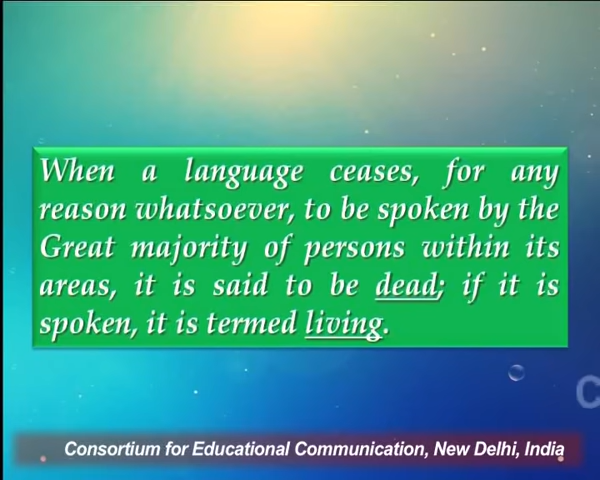 When a language ceases, for any
reason whatsoever, to be spoken by the
Great majority of persons within its
areas, it is said to be dead; if it is
spoken, it is termed living.
C
Consortium for Educational Communication, New Delhi, India